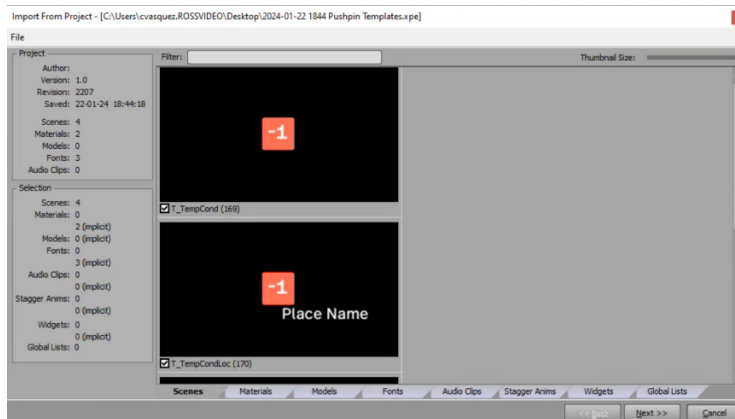 Import From Project - [C:\Users\cvasquez.ROSSVIDEO\Desktop\2024-01-22 1844 Pushpin Templates.xpe]
File
Project
Author:
Version: 1.0
Revision: 2207
Saved: 22-01-24 18:44:18
Scenes: 4
Materials: 2
Models: 0
Fonts: 3
Audio Clips: 0
Selection
Scenes: 4
Materials: 0
2 (implicit)
Models: 0 (implicit)
Fonts: 0
3 (implicit)
Audio Clips: 0
0 (implicit)
Stagger Anims: 0
0 (implicit)
Widgets: 0
0 (implicit)
Global Lists: 0
Filter:
Thumbnail Size:
-1
T_TempCond (169)
-1
Place Name
T_TempCondLoc (170)
Scenes Materials Models Fonts Audio Clips Stagger Anims Widgets Global Lists
<< Back Next >> Cancel